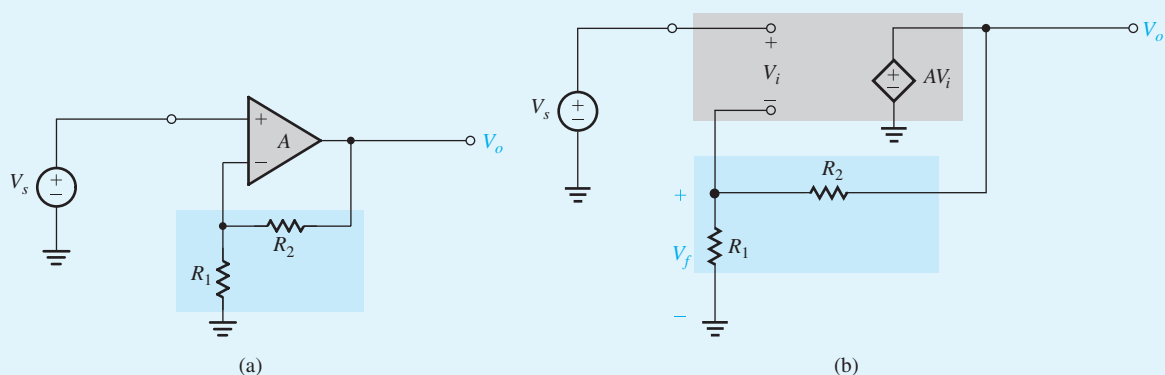 V_s
+
−
+
−
A
V_o
R_2
R_1
(a)
V_s
+
−
+
V_i
−
+
−
AV_i
V_o
R_2
+
V_f
−
R_1
(b)